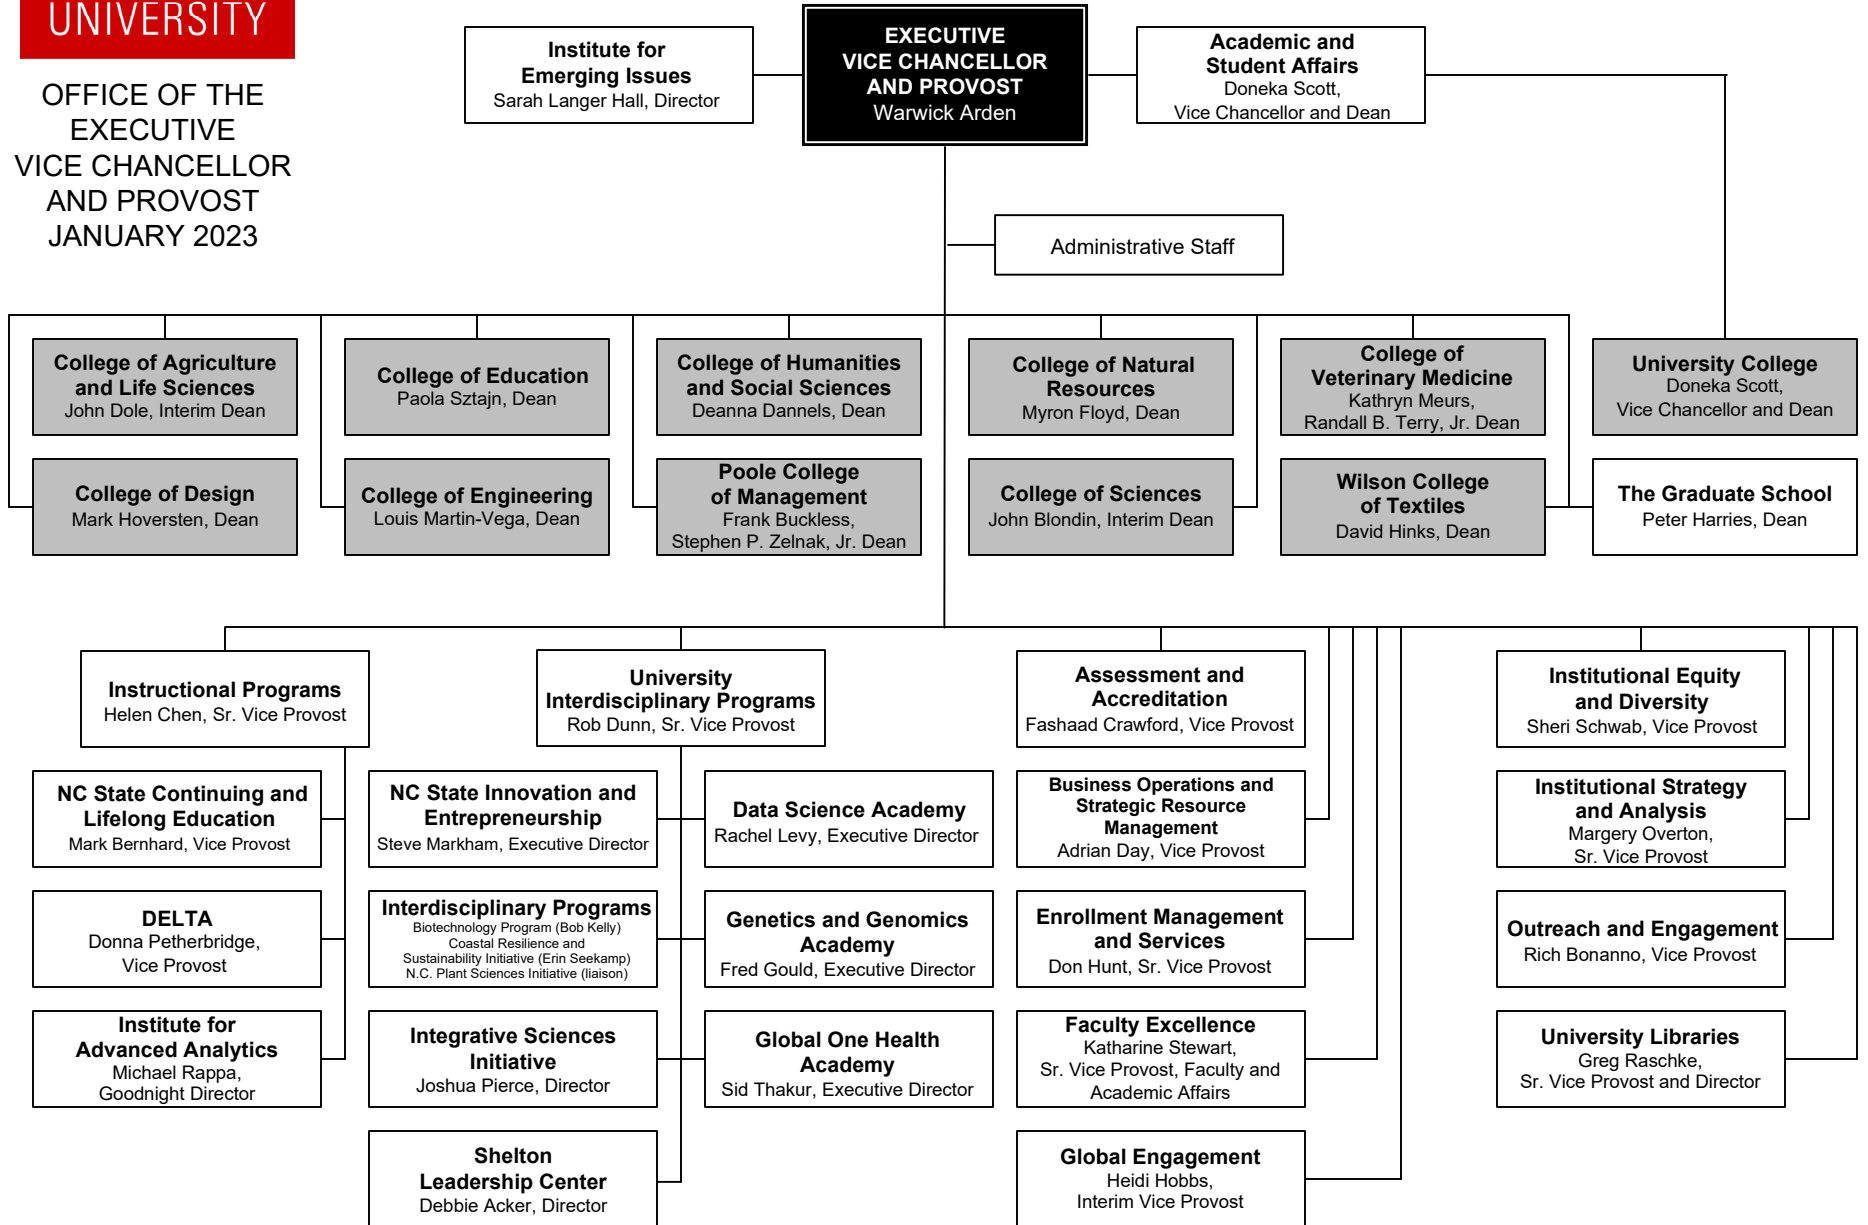 UNIVERSITY
OFFICE OF THE
EXECUTIVE
VICE CHANCELLOR
AND PROVOST
JANUARY 2023
Institute for
Emerging Issues
Sarah Langer Hall, Director
EXECUTIVE
VICE CHANCELLOR
AND PROVOST
Warwick Arden
Academic and
Student Affairs
Doneka Scott,
Vice Chancellor and Dean
Administrative Staff
College of Agriculture
and Life Sciences
John Dole, Interim Dean
College of Education
Paola Sztajn, Dean
College of Humanities
and Social Sciences
Deanna Dannels, Dean
College of Natural
Resources
Myron Floyd, Dean
College of
Veterinary Medicine
Kathryn Meurs,
Randall B. Terry, Jr. Dean
University College
Doneka Scott,
Vice Chancellor and Dean
College of Design
Mark Hoversten, Dean
College of Engineering
Louis Martin-Vega, Dean
Poole College
of Management
Frank Buckless,
Stephen P. Zelnak, Jr. Dean
College of Sciences
John Blondin, Interim Dean
Wilson College
of Textiles
David Hinks, Dean
The Graduate School
Peter Harries, Dean
Instructional Programs
Helen Chen, Sr. Vice Provost
University
Interdisciplinary Programs
Rob Dunn, Sr. Vice Provost
Assessment and
Accreditation
Fashaad Crawford, Vice Provost
Institutional Equity
and Diversity
Sheri Schwab, Vice Provost
NC State Continuing and
Lifelong Education
Mark Bernhard, Vice Provost
NC State Innovation and
Entrepreneurship
Steve Markham, Executive Director
Data Science Academy
Rachel Levy, Executive Director
Business Operations and
Strategic Resource
Management
Adrian Day, Vice Provost
Institutional Strategy
and Analysis
Margery Overton,
Sr. Vice Provost
DELTA
Donna Petherbridge,
Vice Provost
Interdisciplinary Programs
Biotechnology Program (Bob Kelly)
Coastal Resilience and
Sustainability Initiative (Erin Seekamp)
N.C. Plant Sciences Initiative (liaison)
Genetics and Genomics
Academy
Fred Gould, Executive Director
Enrollment Management
and Services
Don Hunt, Sr. Vice Provost
Outreach and Engagement
Rich Bonanno, Vice Provost
Institute for
Advanced Analytics
Michael Rappa,
Goodnight Director
Integrative Sciences
Initiative
Joshua Pierce, Director
Global One Health
Academy
Sid Thakur, Executive Director
Faculty Excellence
Katharine Stewart,
Sr. Vice Provost, Faculty and
Academic Affairs
University Libraries
Greg Raschke,
Sr. Vice Provost and Director
Shelton
Leadership Center
Debbie Acker, Director
Global Engagement
Heidi Hobbs,
Interim Vice Provost